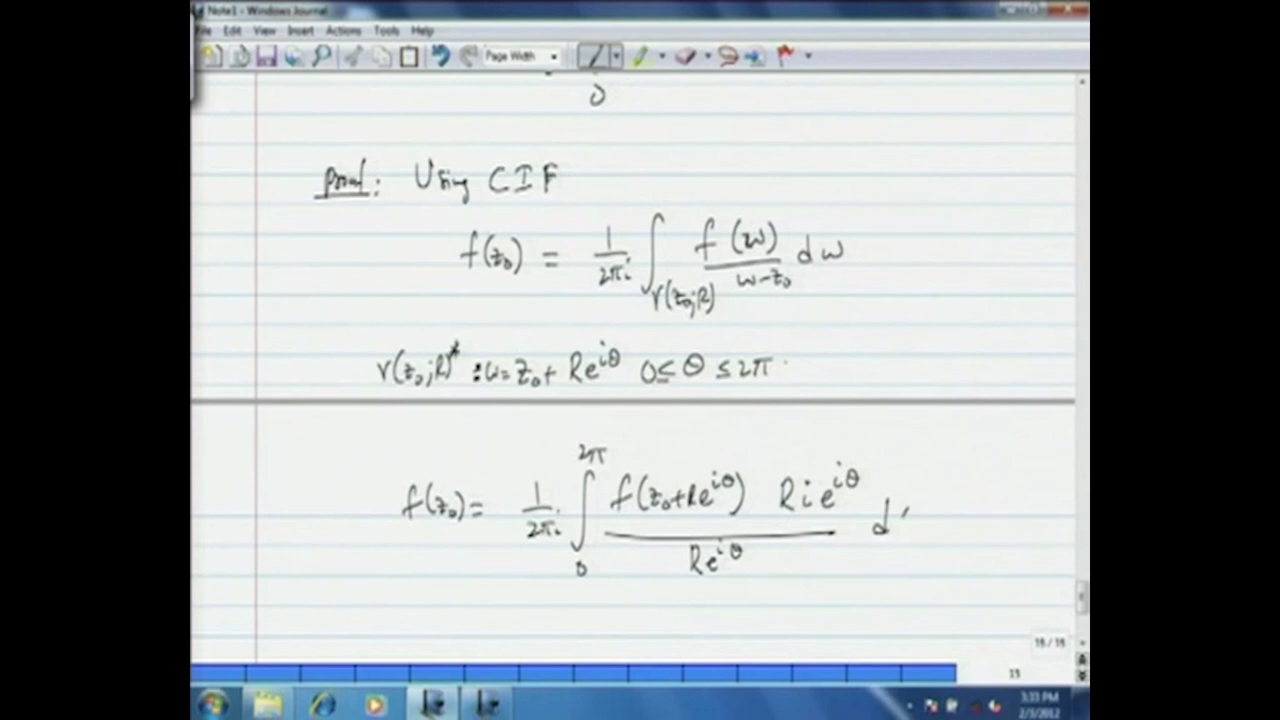 Note1 - Windows Journal
File Edit View Insert Actions Tools Help
Page Width
0
proof: Using CIF
f(z₀) = 1/2πi ∫_γ(z₀;R) f(w)/w-z₀ dw
γ(z₀;R)* : w= z₀+ Re^iθ 0≤ θ ≤ 2π
f(z₀)= 1/2πi ∫_0^2π f(z₀+Re^iθ) Rie^iθ / Re^iθ d
15 / 15
15
3:33 PM
2/3/2012